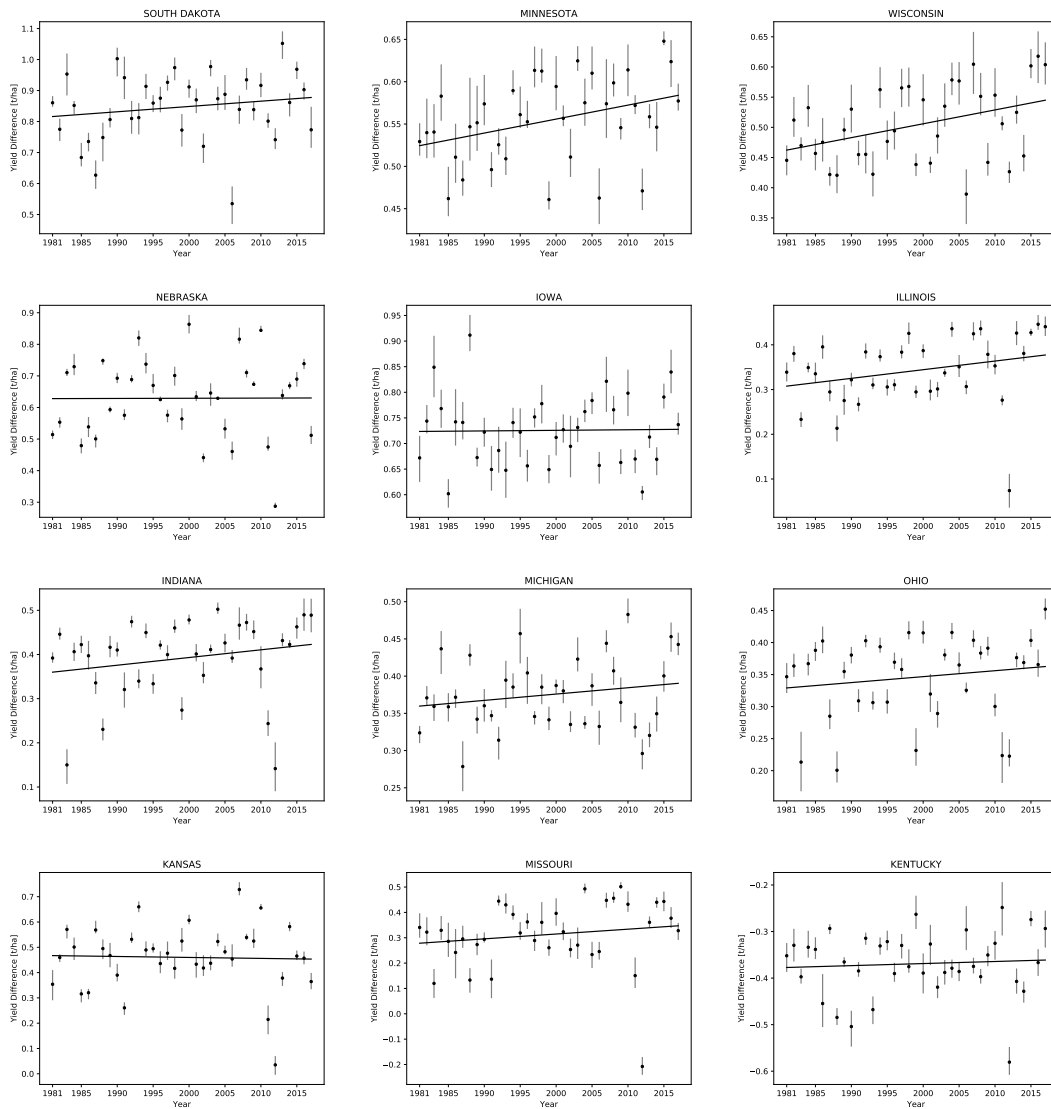 SOUTH DAKOTA
Yield Difference [t/ha]
1.1
1.0
0.9
0.8
0.7
0.6
0.5
1981 1985 1990 1995 2000 2005 2010 2015
Year
MINNESOTA
Yield Difference [t/ha]
0.65
0.60
0.55
0.50
0.45
1981 1985 1990 1995 2000 2005 2010 2015
Year
WISCONSIN
Yield Difference [t/ha]
0.65
0.60
0.55
0.50
0.45
0.40
0.35
1981 1985 1990 1995 2000 2005 2010 2015
Year
NEBRASKA
Yield Difference [t/ha]
0.9
0.8
0.7
0.6
0.5
0.4
0.3
1981 1985 1990 1995 2000 2005 2010 2015
Year
IOWA
Yield Difference [t/ha]
0.95
0.90
0.85
0.80
0.75
0.70
0.65
0.60
1981 1985 1990 1995 2000 2005 2010 2015
Year
ILLINOIS
Yield Difference [t/ha]
0.4
0.3
0.2
0.1
1981 1985 1990 1995 2000 2005 2010 2015
Year
INDIANA
Yield Difference [t/ha]
0.5
0.4
0.3
0.2
0.1
1981 1985 1990 1995 2000 2005 2010 2015
Year
MICHIGAN
Yield Difference [t/ha]
0.50
0.45
0.40
0.35
0.30
0.25
1981 1985 1990 1995 2000 2005 2010 2015
Year
OHIO
Yield Difference [t/ha]
0.45
0.40
0.35
0.30
0.25
0.20
1981 1985 1990 1995 2000 2005 2010 2015
Year
KANSAS
Yield Difference [t/ha]
0.7
0.6
0.5
0.4
0.3
0.2
0.1
0.0
1981 1985 1990 1995 2000 2005 2010 2015
Year
MISSOURI
Yield Difference [t/ha]
0.5
0.4
0.3
0.2
0.1
0.0
−0.1
−0.2
1981 1985 1990 1995 2000 2005 2010 2015
Year
KENTUCKY
Yield Difference [t/ha]
−0.2
−0.3
−0.4
−0.5
−0.6
1981 1985 1990 1995 2000 2005 2010 2015
Year